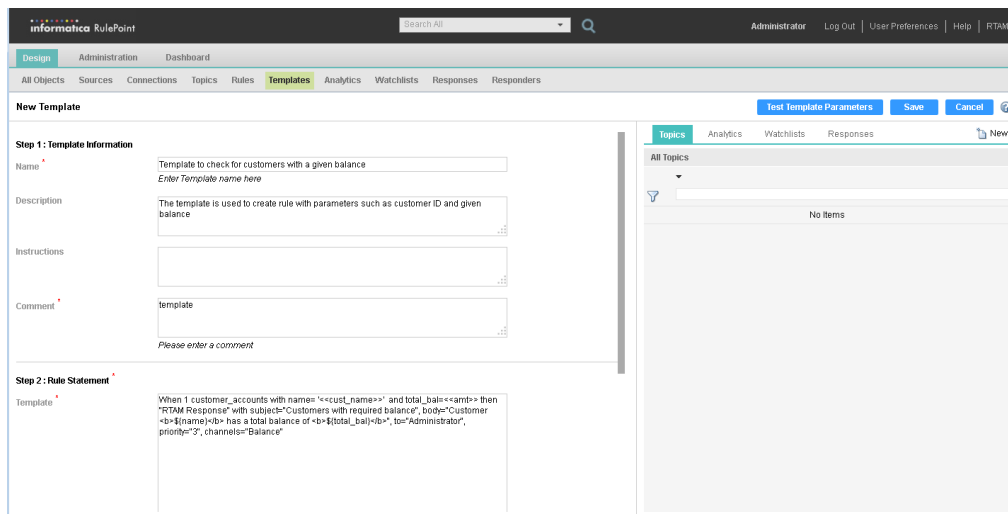 informatica RulePoint
Search All
Administrator Log Out User Preferences Help RTAM
Design Administration Dashboard
All Objects Sources Connections Topics Rules Templates Analytics Watchlists Responses Responders
New Template
Test Template Parameters Save Cancel
Topics Analytics Watchlists Responses New
All Topics
No Items
Step 1 : Template Information
Name * Template to check for customers with a given balance
Enter Template name here
Description The template is used to create rule with parameters such as customer ID and given
balance
Instructions
Comment * template
Please enter a comment
Step 2 : Rule Statement *
Template * When 1 customer_accounts with name= '<<cust_name>>' and total_bal=<<amt>> then
"RTAM Response" with subject="Customers with required balance", body="Customer
<b>${name}</b> has a total balance of <b>${total_bal}</b>", to="Administrator",
priority="3", channels="Balance"